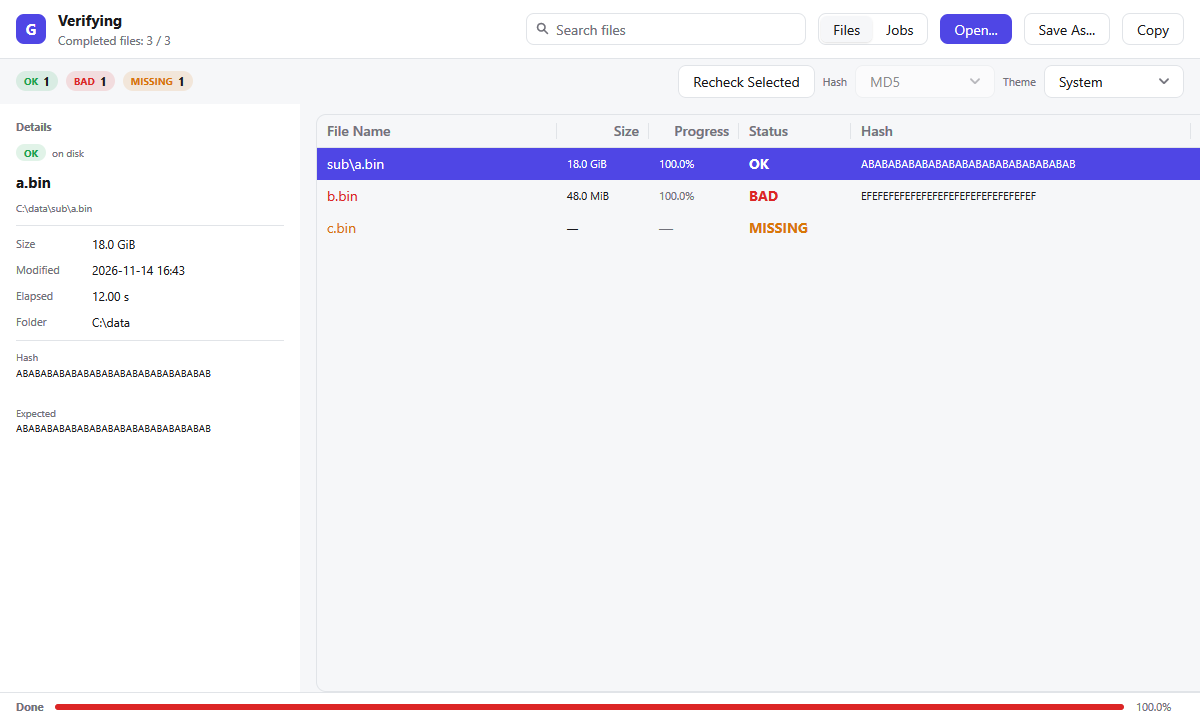 G
Verifying
Completed files: 3 / 3
Search files
Files
Jobs
Open...
Save As...
Copy
OK 1
BAD 1
MISSING 1
Recheck Selected
Hash
MD5
Theme
System
Details
OK on disk
a.bin
C:\data\sub\a.bin
Size 18.0 GiB
Modified 2026-11-14 16:43
Elapsed 12.00 s
Folder C:\data
Hash
ABABABABABABABABABABABABABABABAB
Expected
ABABABABABABABABABABABABABABABAB
File Name Size Progress Status Hash
sub\a.bin 18.0 GiB 100.0% OK ABABABABABABABABABABABABABABABAB
b.bin 48.0 MiB 100.0% BAD EFEFEFEFEFEFEFEFEFEFEFEFEFEFEFEF
c.bin — — MISSING
Done 100.0%